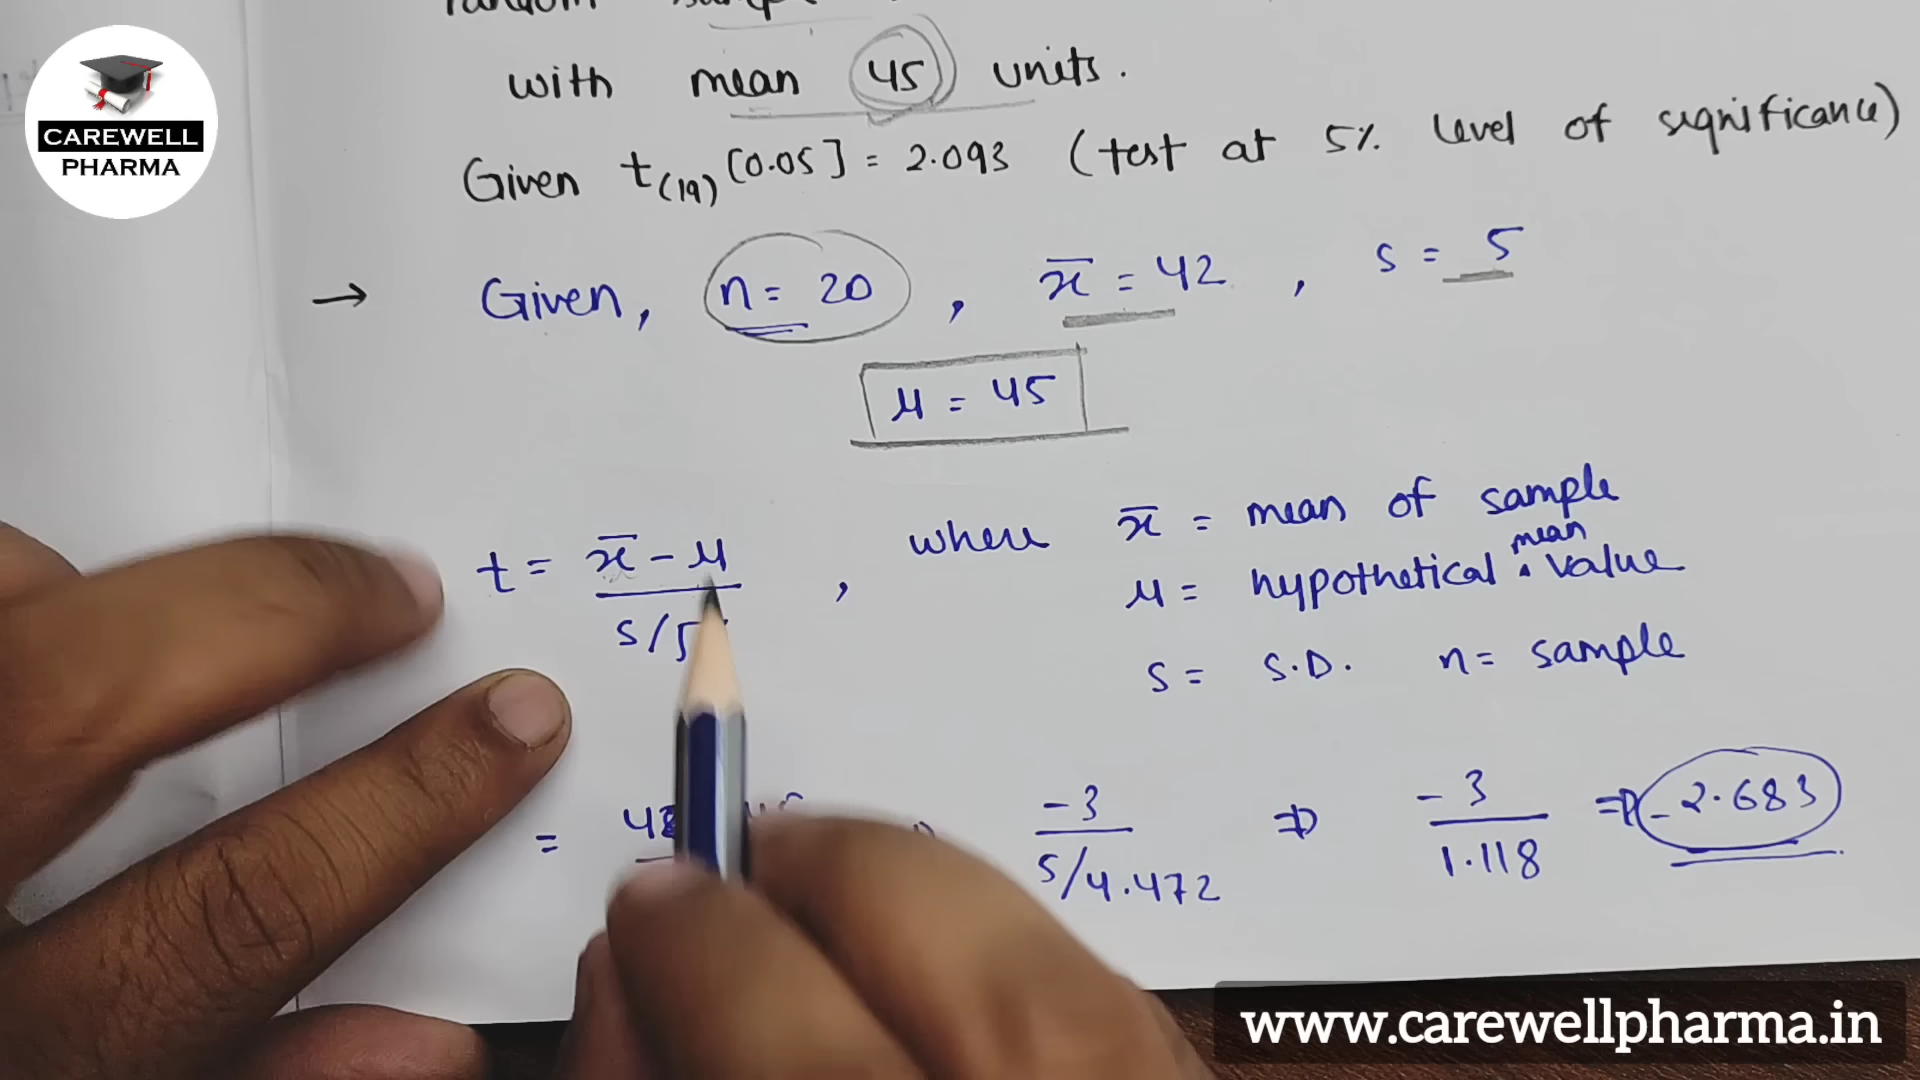 CAREWELL
PHARMA
random sample
with mean 45 units.
Given t(19) [0.05] = 2.093 (test at 5% level of significance)
→ Given, n = 20 , x̄ = 42 , s = 5
μ = 45
t = x̄ - μ / s/√ , where x̄ = mean of sample
μ = hypothetical mean value
s = S.D. n = sample
= -3 / 5/4.472 ⇒ -3 / 1.118 ⇒ -2.683
www.carewellpharma.in